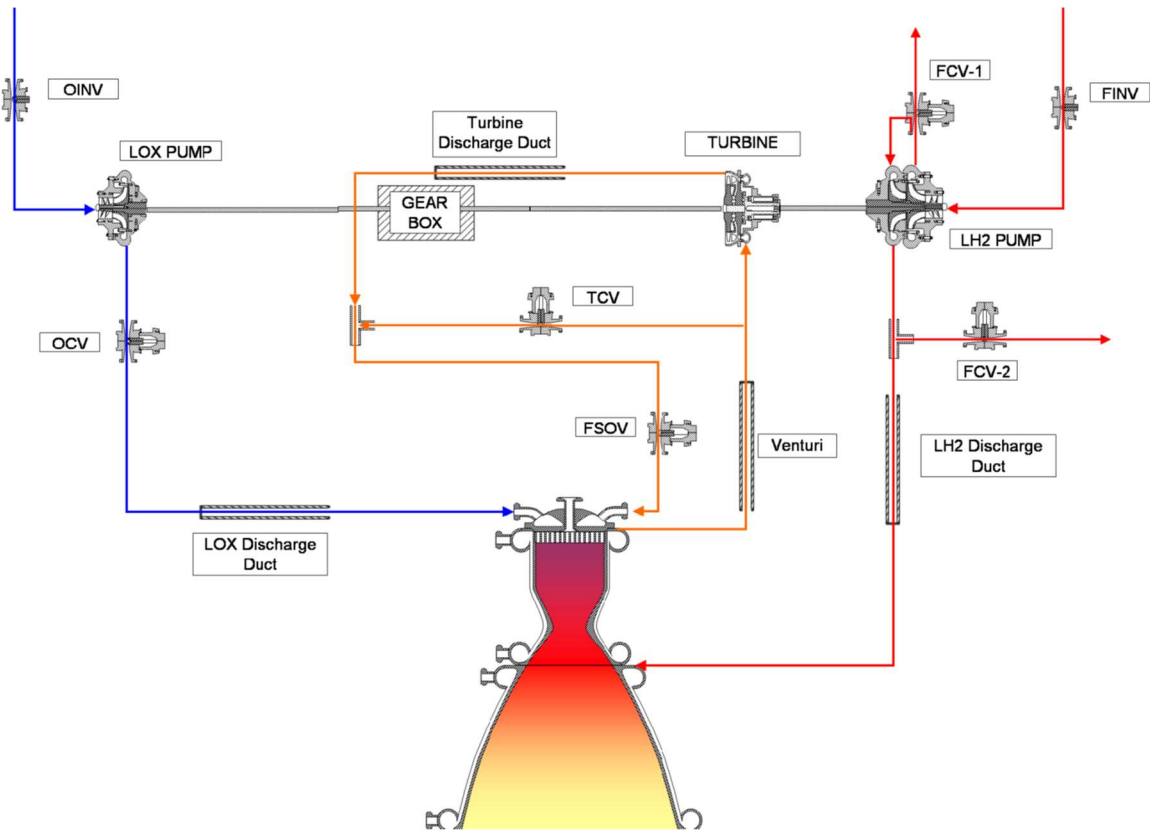 OINV
FCV-1
FINV
LOX PUMP
Turbine
Discharge Duct
TURBINE
GEAR
BOX
LH2 PUMP
TCV
OCV
FCV-2
FSOV
Venturi
LH2 Discharge
Duct
LOX Discharge
Duct